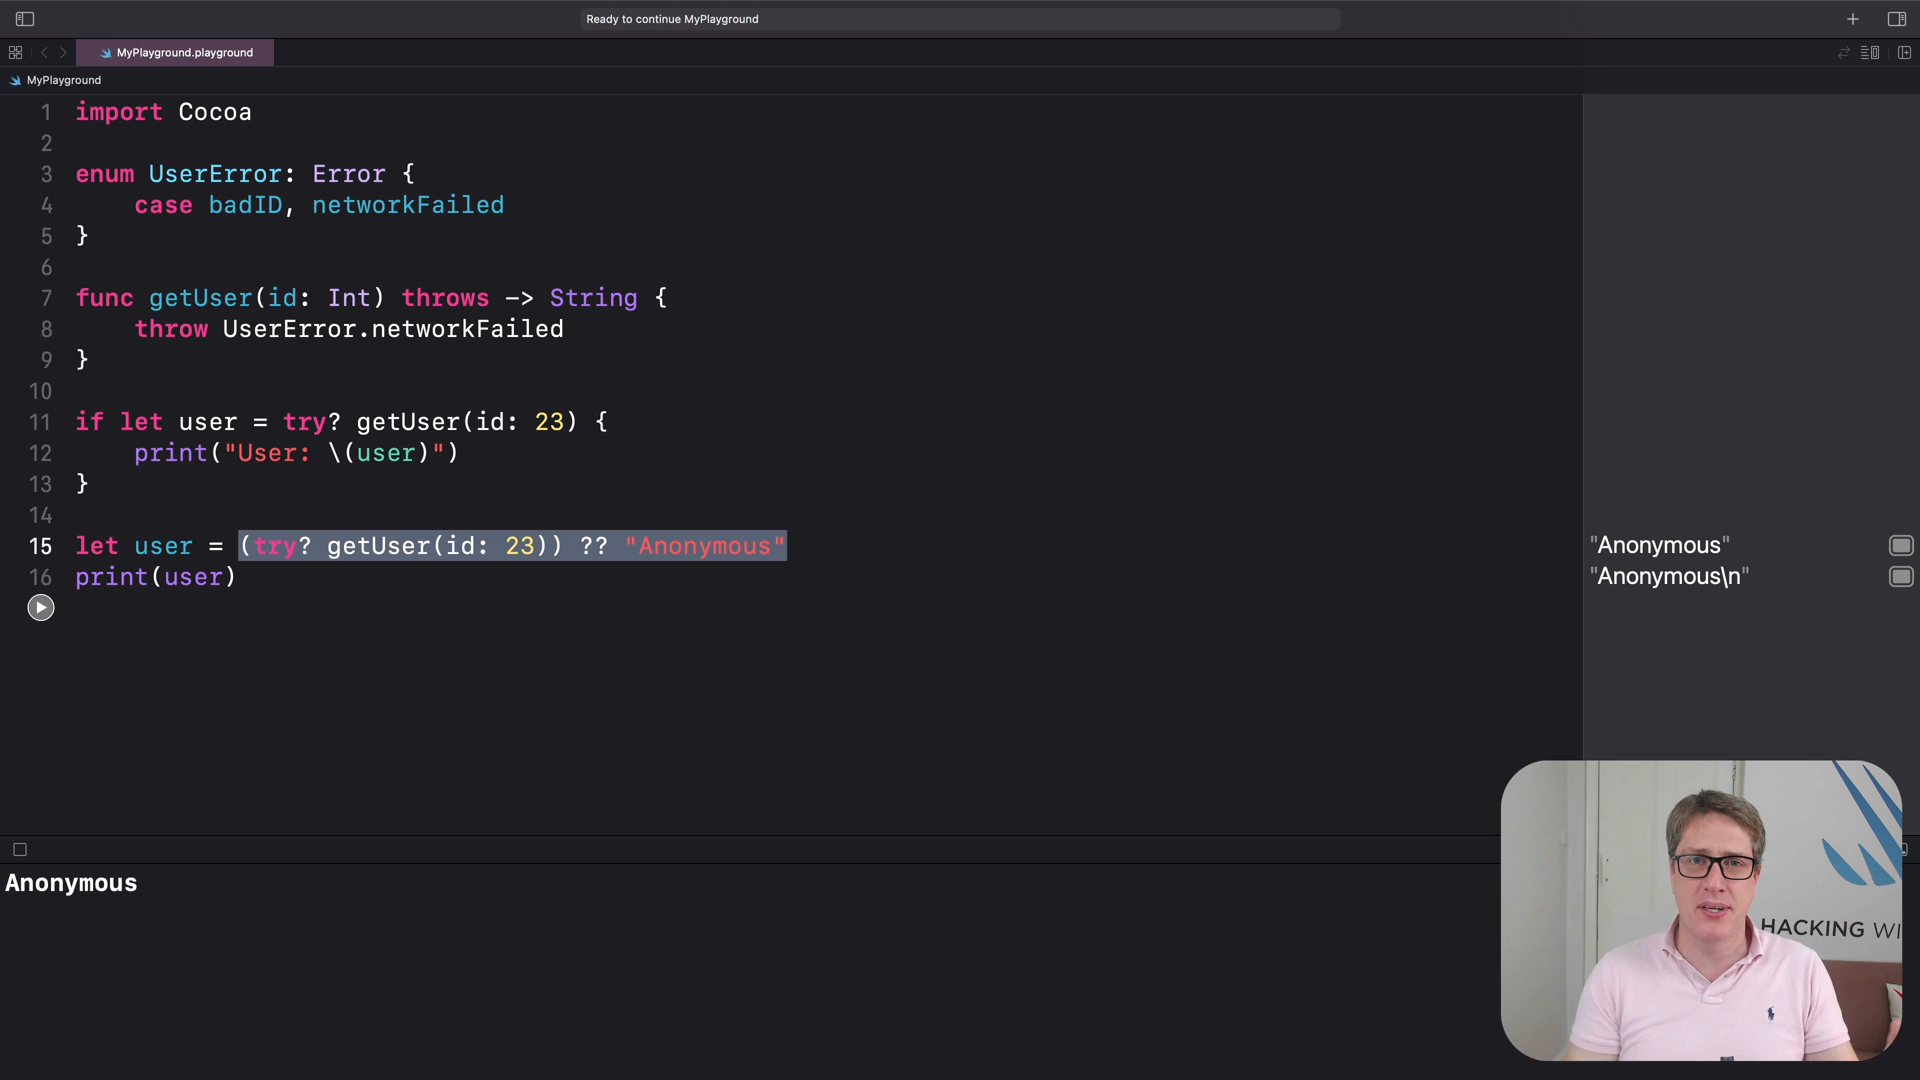 Ready to continue MyPlayground
MyPlayground.playground
MyPlayground
1 import Cocoa
2
3 enum UserError: Error {
4 case badID, networkFailed
5 }
6
7 func getUser(id: Int) throws -> String {
8 throw UserError.networkFailed
9 }
10
11 if let user = try? getUser(id: 23) {
12 print("User: \(user)")
13 }
14
15 let user = (try? getUser(id: 23)) ?? "Anonymous"
"Anonymous"
16 print(user)
"Anonymous\n"
Anonymous
HACKING WI